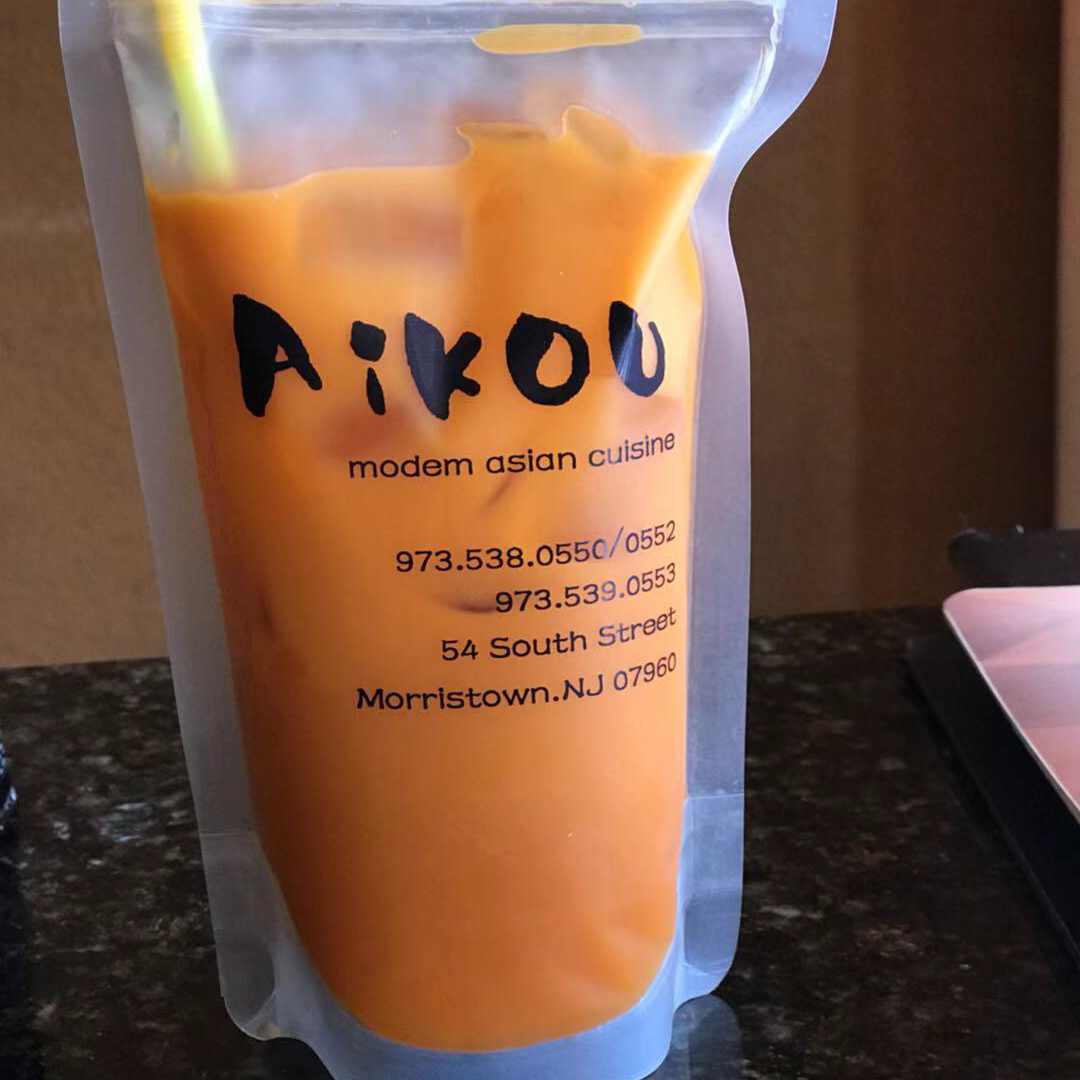 AiKOU
modem asian cuisine
973.538.0550/0552
973.539.0553
54 South Street
Morristown.NJ 07960